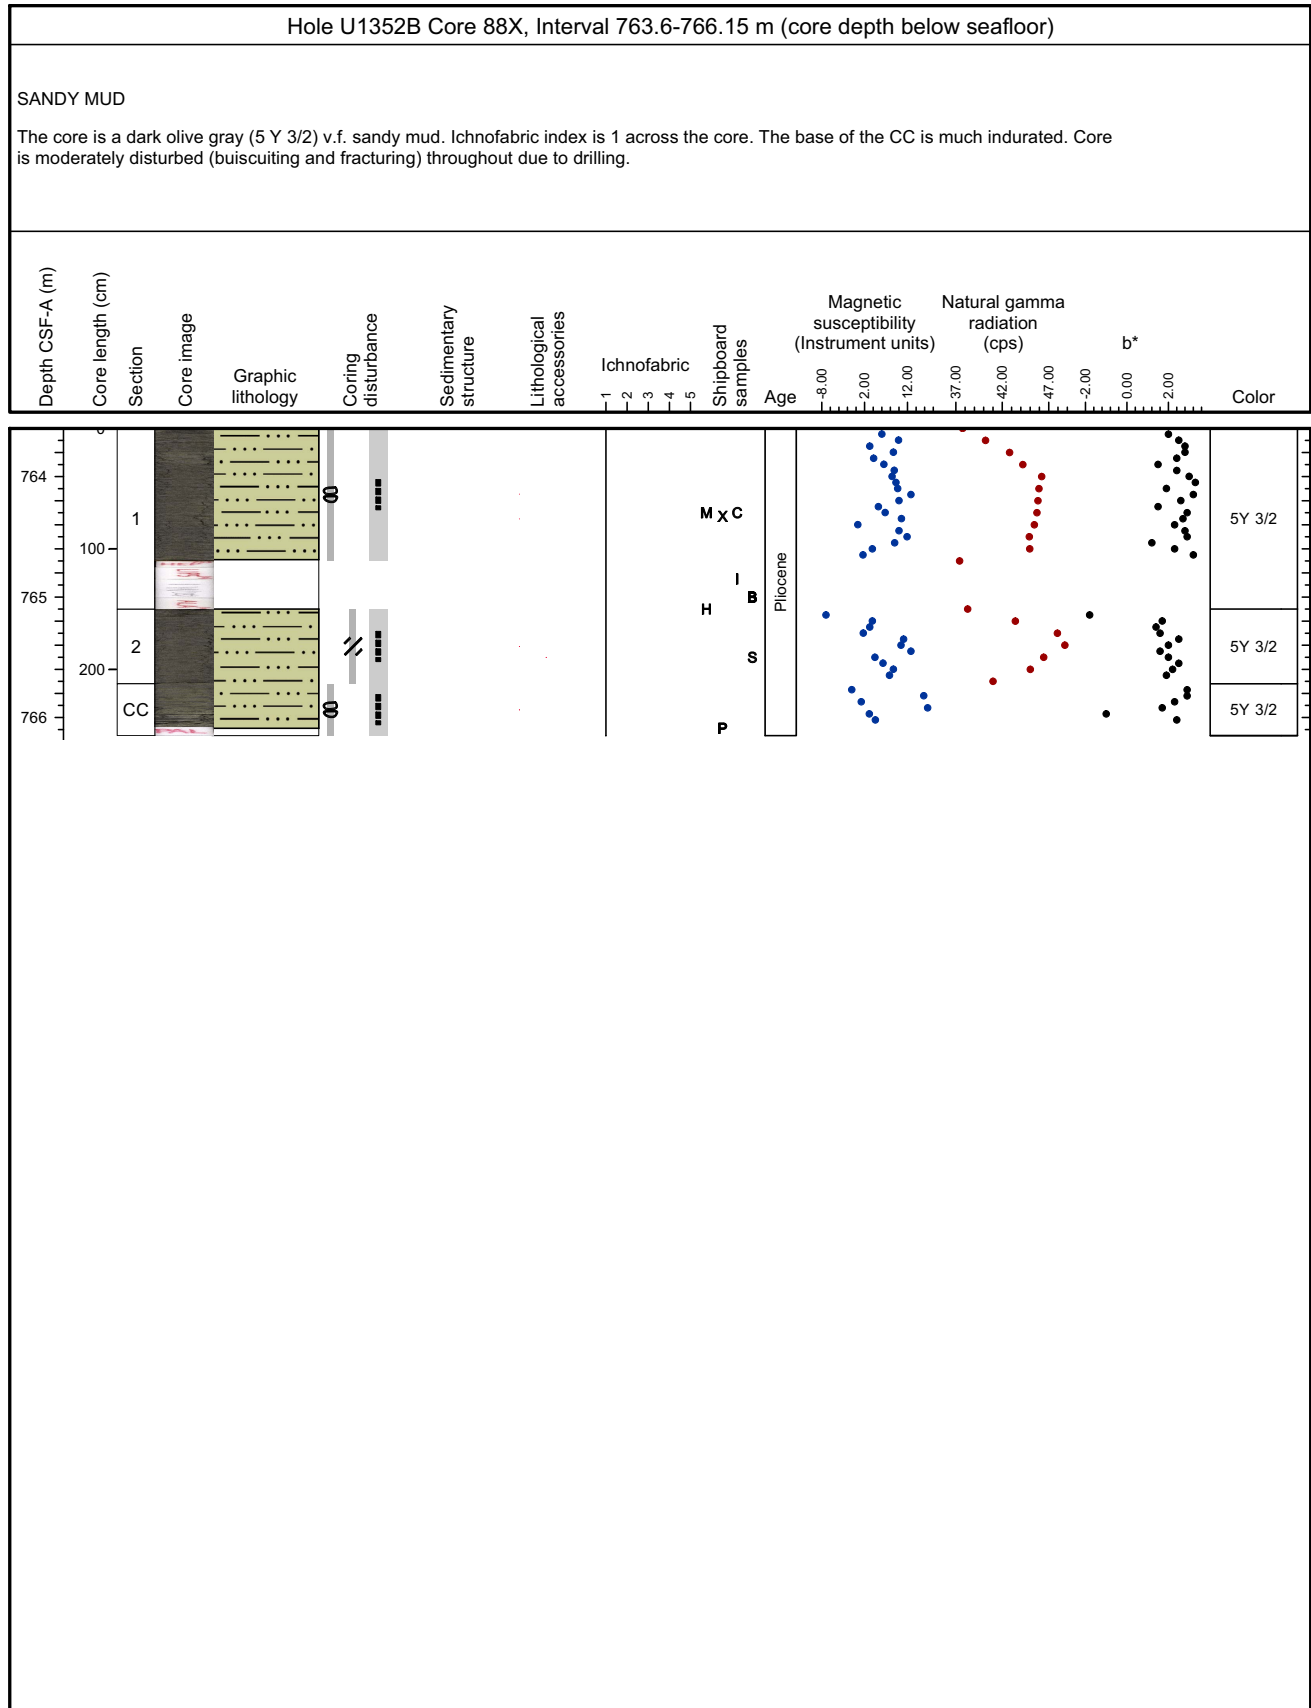 Hole U1352B Core 88X, Interval 763.6-766.15 m (core depth below seafloor)
SANDY MUD
The core is a dark olive gray (5 Y 3/2) v.f. sandy mud. Ichnofabric index is 1 across the core. The base of the CC is much indurated. Core
is moderately disturbed (buiscuiting and fracturing) throughout due to drilling.
Depth CSF-A (m)
Core length (cm)
Section
Core image
Graphic
lithology
Coring
disturbance
Sedimentary
structure
Lithological
accessories
Ichnofabric
1 2 3 4 5
Shipboard
samples
Age
Magnetic
susceptibility
(Instrument units)
-8.00 2.00 12.00
Natural gamma
radiation
(cps)
37.00 42.00 47.00
b*
-2.00 0.00 2.00
Color
0
764
1
M X C
5Y 3/2
100
I
Pliocene
765
B
H
2
S
5Y 3/2
200
CC
5Y 3/2
766
P